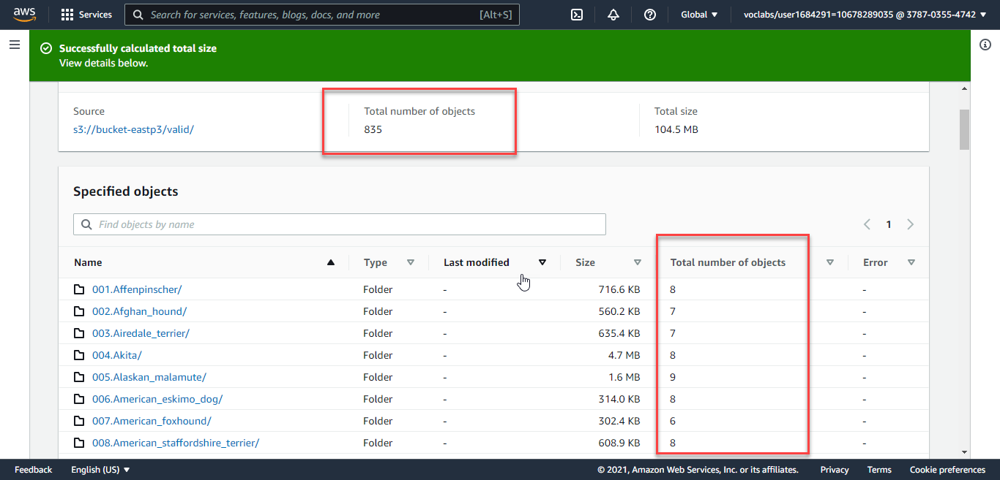 aws Services Search for services, features, blogs, docs, and more [Alt+S] Global voclabs/user1684291=10678289035 @ 3787-0355-4742
Successfully calculated total size
View details below.
Source Total number of objects Total size
s3://bucket-eastp3/valid/ 835 104.5 MB
Specified objects
Find objects by name 1
Name Type Last modified Size Total number of objects Error
001.Affenpinscher/ Folder - 716.6 KB 8 -
002.Afghan_hound/ Folder - 560.2 KB 7 -
003.Airedale_terrier/ Folder - 635.4 KB 7 -
004.Akita/ Folder - 4.7 MB 8 -
005.Alaskan_malamute/ Folder - 1.6 MB 9 -
006.American_eskimo_dog/ Folder - 314.0 KB 8 -
007.American_foxhound/ Folder - 302.4 KB 6 -
008.American_staffordshire_terrier/ Folder - 608.9 KB 8 -
Feedback English (US) © 2021, Amazon Web Services, Inc. or its affiliates. Privacy Terms Cookie preferences